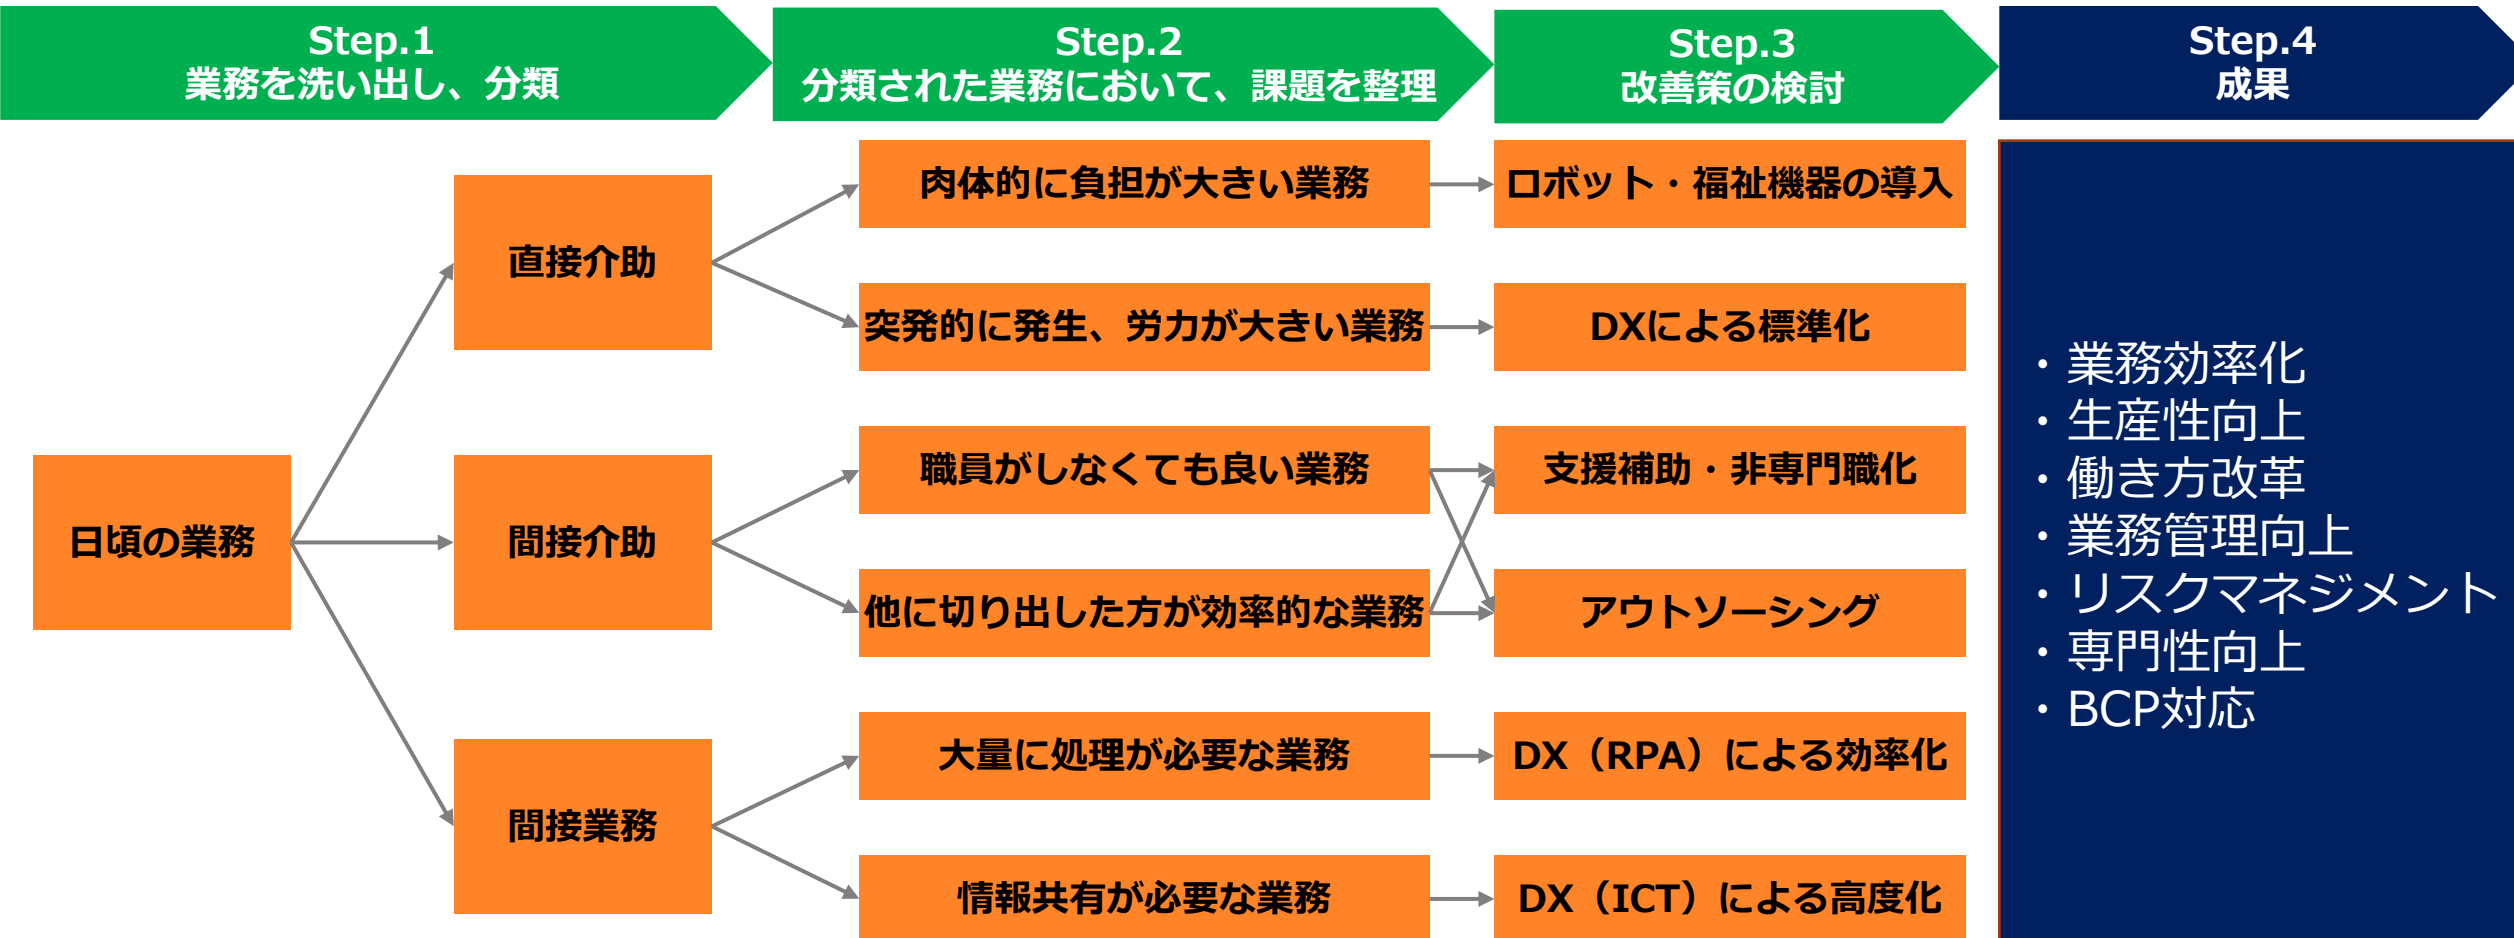 Step.1
業務を洗い出し、分類
Step.2
分類された業務において、課題を整理
Step.3
改善策の検討
Step.4
成果
日頃の業務
直接介助
間接介助
間接業務
肉体的に負担が大きい業務
突発的に発生、労力が大きい業務
職員がしなくても良い業務
他に切り出した方が効率的な業務
大量に処理が必要な業務
情報共有が必要な業務
ロボット・福祉機器の導入
DXによる標準化
支援補助・非専門職化
アウトソーシング
DX（RPA）による効率化
DX（ICT）による高度化
・業務効率化
・生産性向上
・働き方改革
・業務管理向上
・リスクマネジメント
・専門性向上
・BCP対応